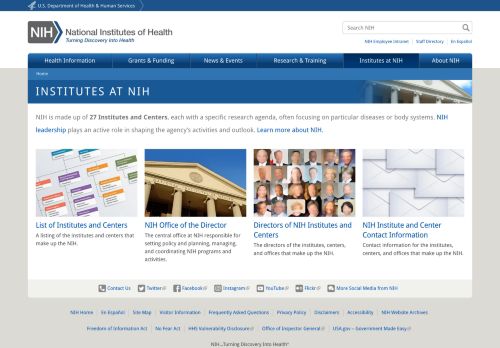 U.S. Department of Health & Human Services
NIH National Institutes of Health
Turning Discovery Into Health
Search NIH
NIH Employee Intranet Staff Directory En Español
Health Information Grants & Funding News & Events Research & Training Institutes at NIH About NIH
Home
INSTITUTES AT NIH
NIH is made up of 27 Institutes and Centers, each with a specific research agenda, often focusing on particular diseases or body systems. NIH
leadership plays an active role in shaping the agency's activities and outlook. Learn more about NIH.
List of Institutes and Centers
A listing of the institutes and centers that
make up the NIH.
NIH Office of the Director
The central office at NIH responsible for
setting policy and planning, managing,
and coordinating NIH programs and
activities.
Directors of NIH Institutes and
Centers
The directors of the institutes, centers,
and offices that make up the NIH.
NIH Institute and Center
Contact Information
Contact information for the institutes,
centers, and offices that make up the NIH.
Contact Us Twitter Facebook Instagram YouTube Flickr More Social Media from NIH
NIH Home En Español Site Map Visitor Information Frequently Asked Questions Privacy Policy Disclaimers Accessibility NIH Website Archives
Freedom of Information Act No Fear Act HHS Vulnerability Disclosure Office of Inspector General USA.gov – Government Made Easy
NIH...Turning Discovery Into Health®